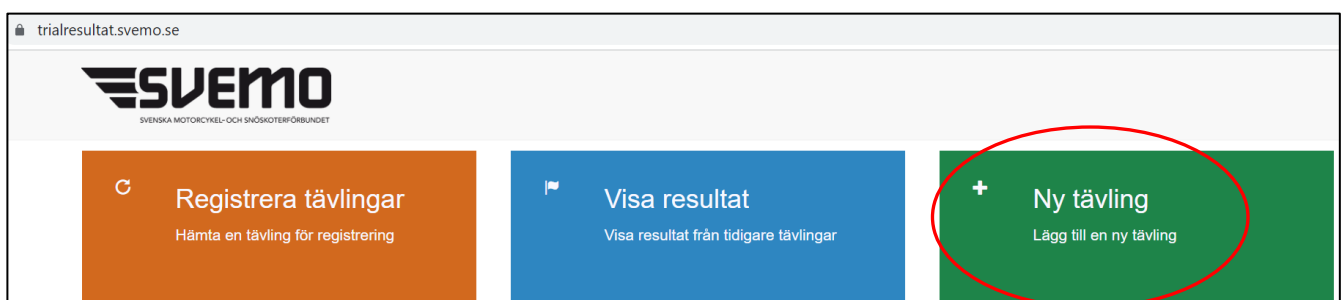 trialresultat.svemo.se
SVEMO
SVENSKA MOTORCYKEL- OCH SNÖSKOTERFÖRBUNDET
Registrera tävlingar
Hämta en tävling för registrering
Visa resultat
Visa resultat från tidigare tävlingar
Ny tävling
Lägg till en ny tävling